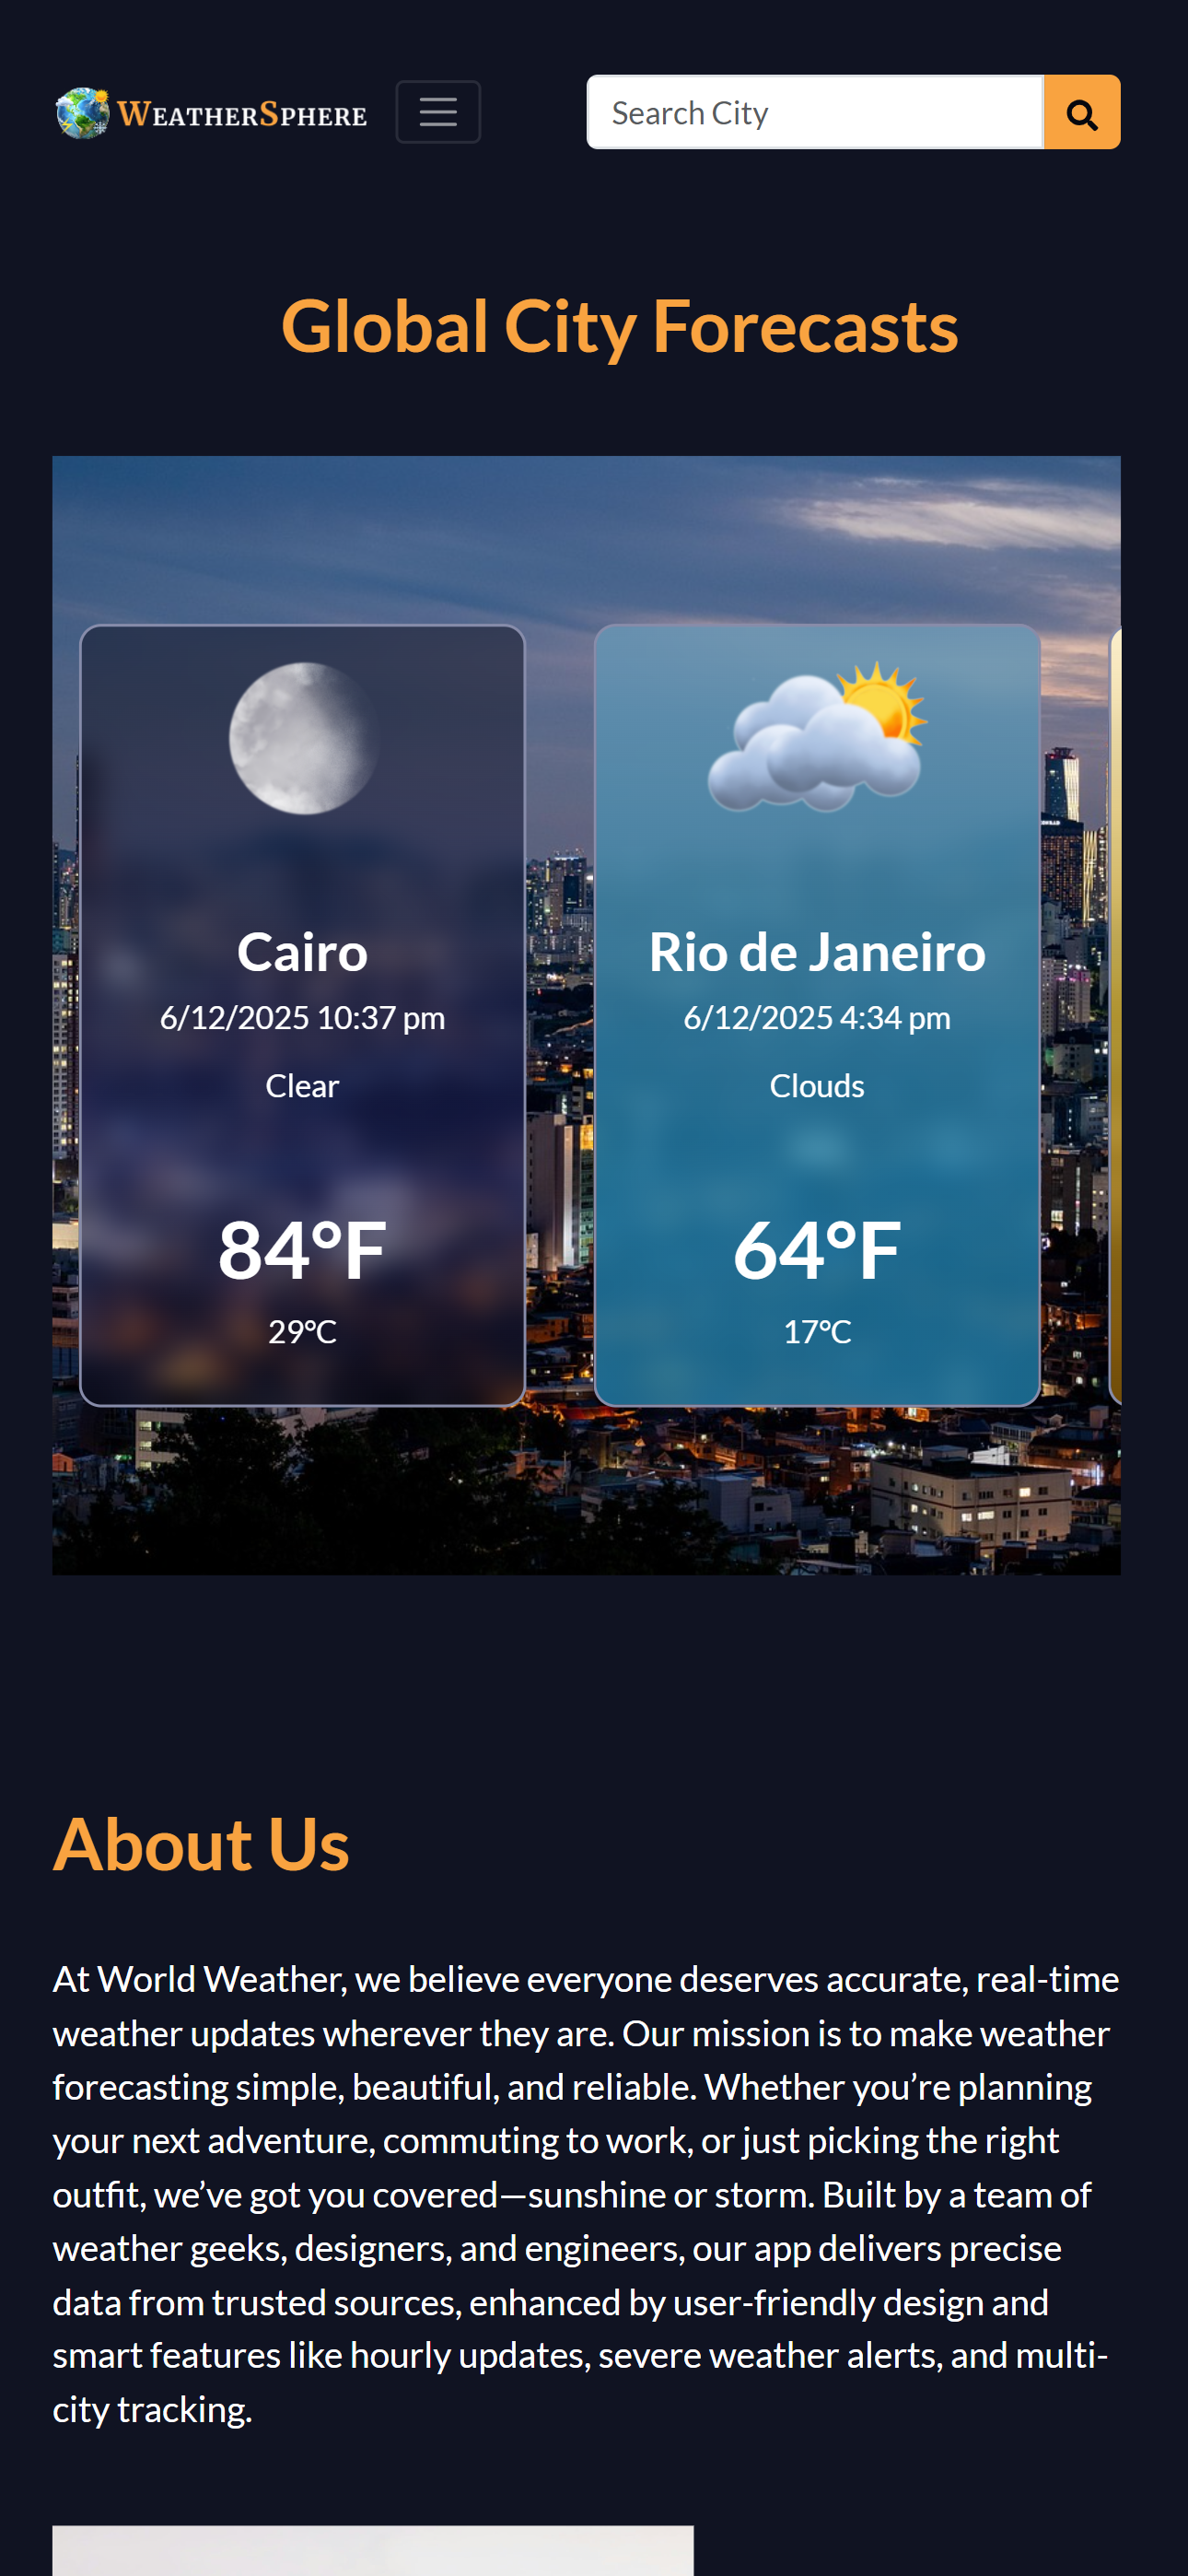 WEATHERSPHERE
Search City
Global City Forecasts
Cairo
6/12/2025 10:37 pm
Clear
84°F
29°C
Rio de Janeiro
6/12/2025 4:34 pm
Clouds
64°F
17°C
About Us
At World Weather, we believe everyone deserves accurate, real-time
weather updates wherever they are. Our mission is to make weather
forecasting simple, beautiful, and reliable. Whether you’re planning
your next adventure, commuting to work, or just picking the right
outfit, we’ve got you covered—sunshine or storm. Built by a team of
weather geeks, designers, and engineers, our app delivers precise
data from trusted sources, enhanced by user-friendly design and
smart features like hourly updates, severe weather alerts, and multi-
city tracking.